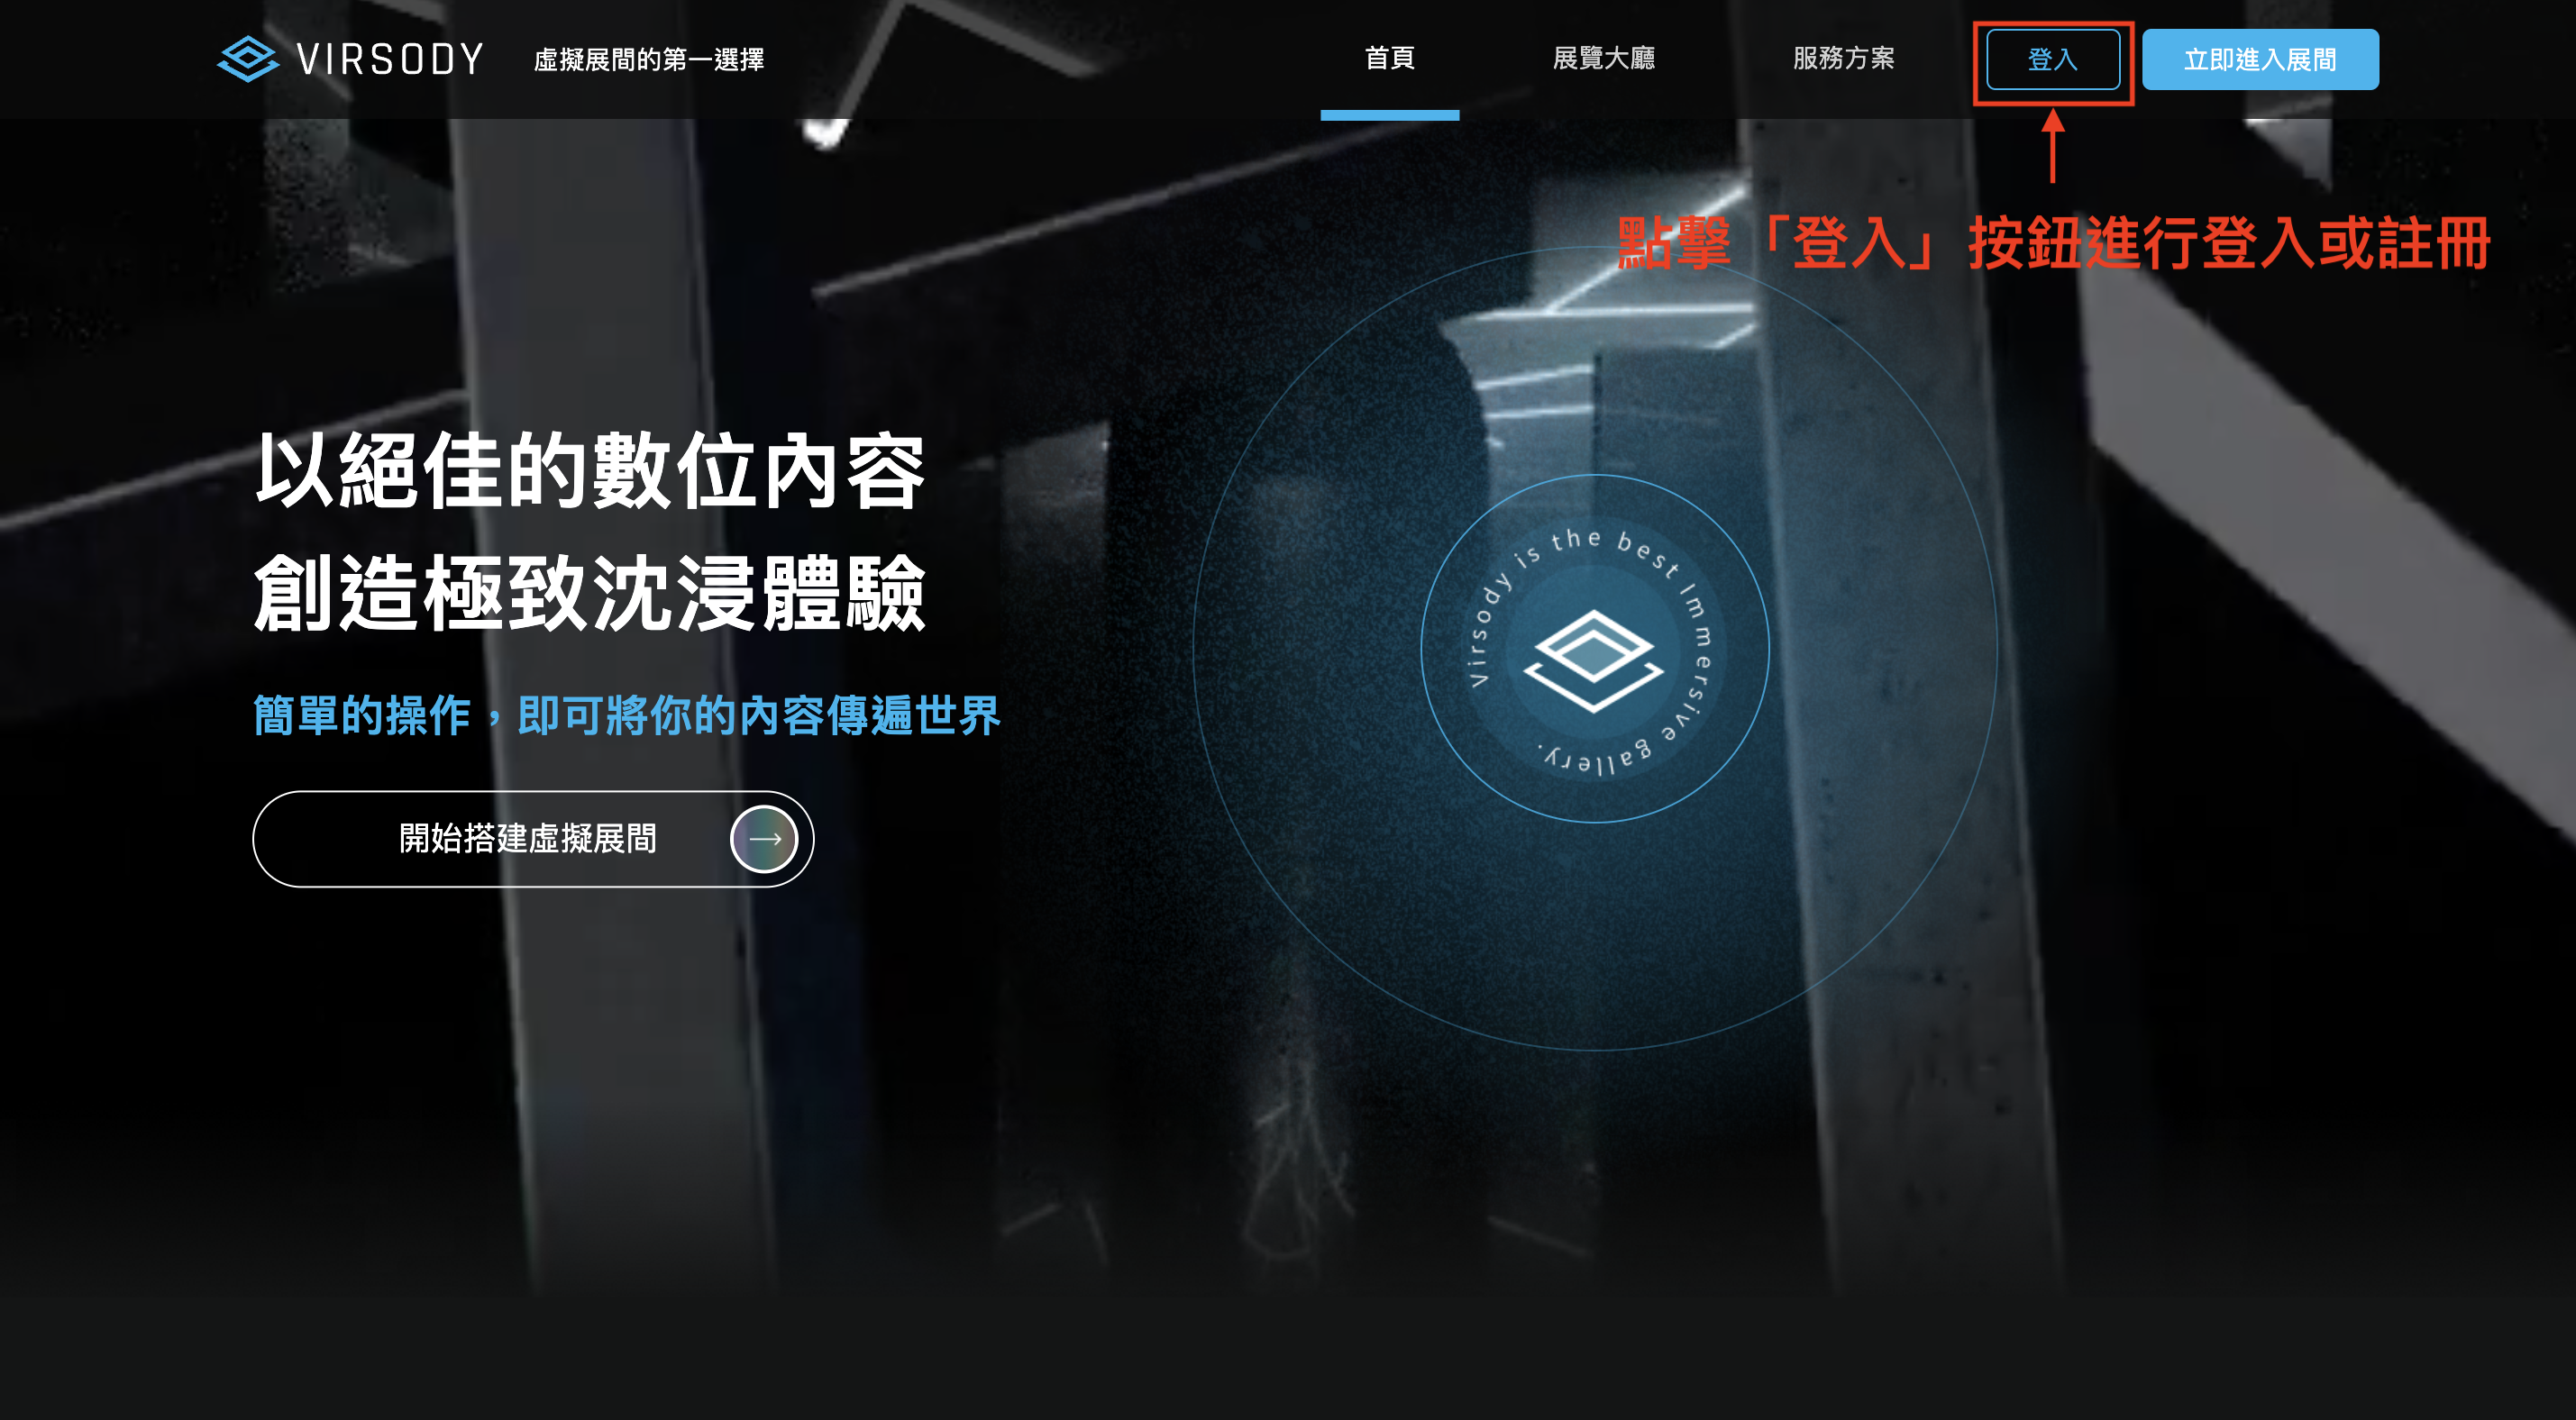 VIRSODY 虛擬展間的第一選擇 首頁 展覽大廳 服務方案 登入 立即進入展間
點擊「登入」按鈕進行登入或註冊
以絕佳的數位內容
創造極致沈浸體驗
簡單的操作，即可將你的內容傳遍世界
開始搭建虛擬展間
Virsody is the best Immersive gallery.